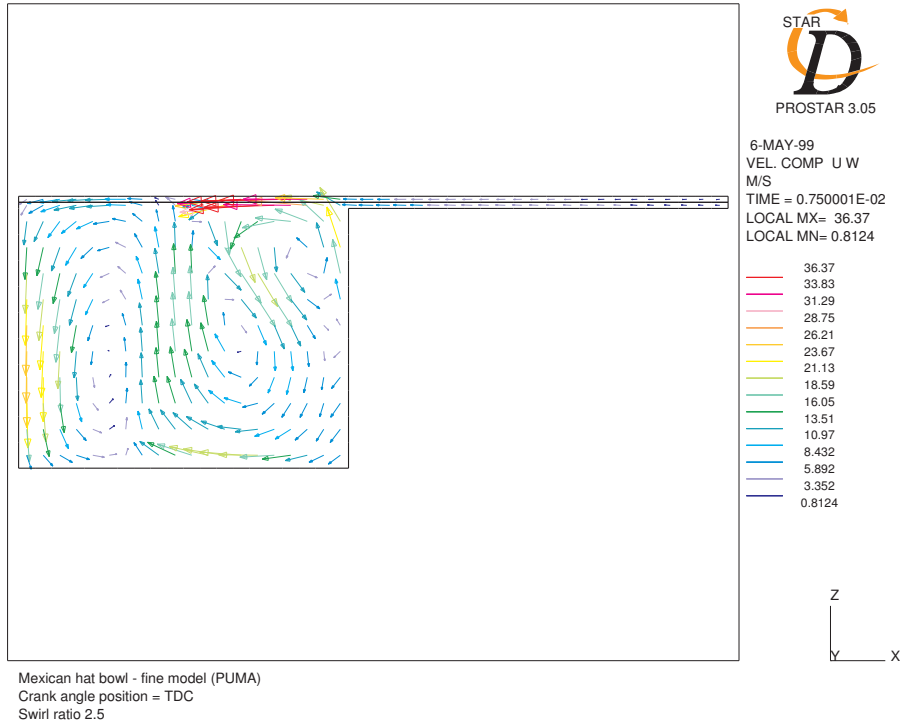 STAR
D
PROSTAR 3.05
6-MAY-99
VEL. COMP U W
M/S
TIME = 0.750001E-02
LOCAL MX= 36.37
LOCAL MN= 0.8124
36.37
33.83
31.29
28.75
26.21
23.67
21.13
18.59
16.05
13.51
10.97
8.432
5.892
3.352
0.8124
Z
Y
X
Mexican hat bowl - fine model (PUMA)
Crank angle position = TDC
Swirl ratio 2.5